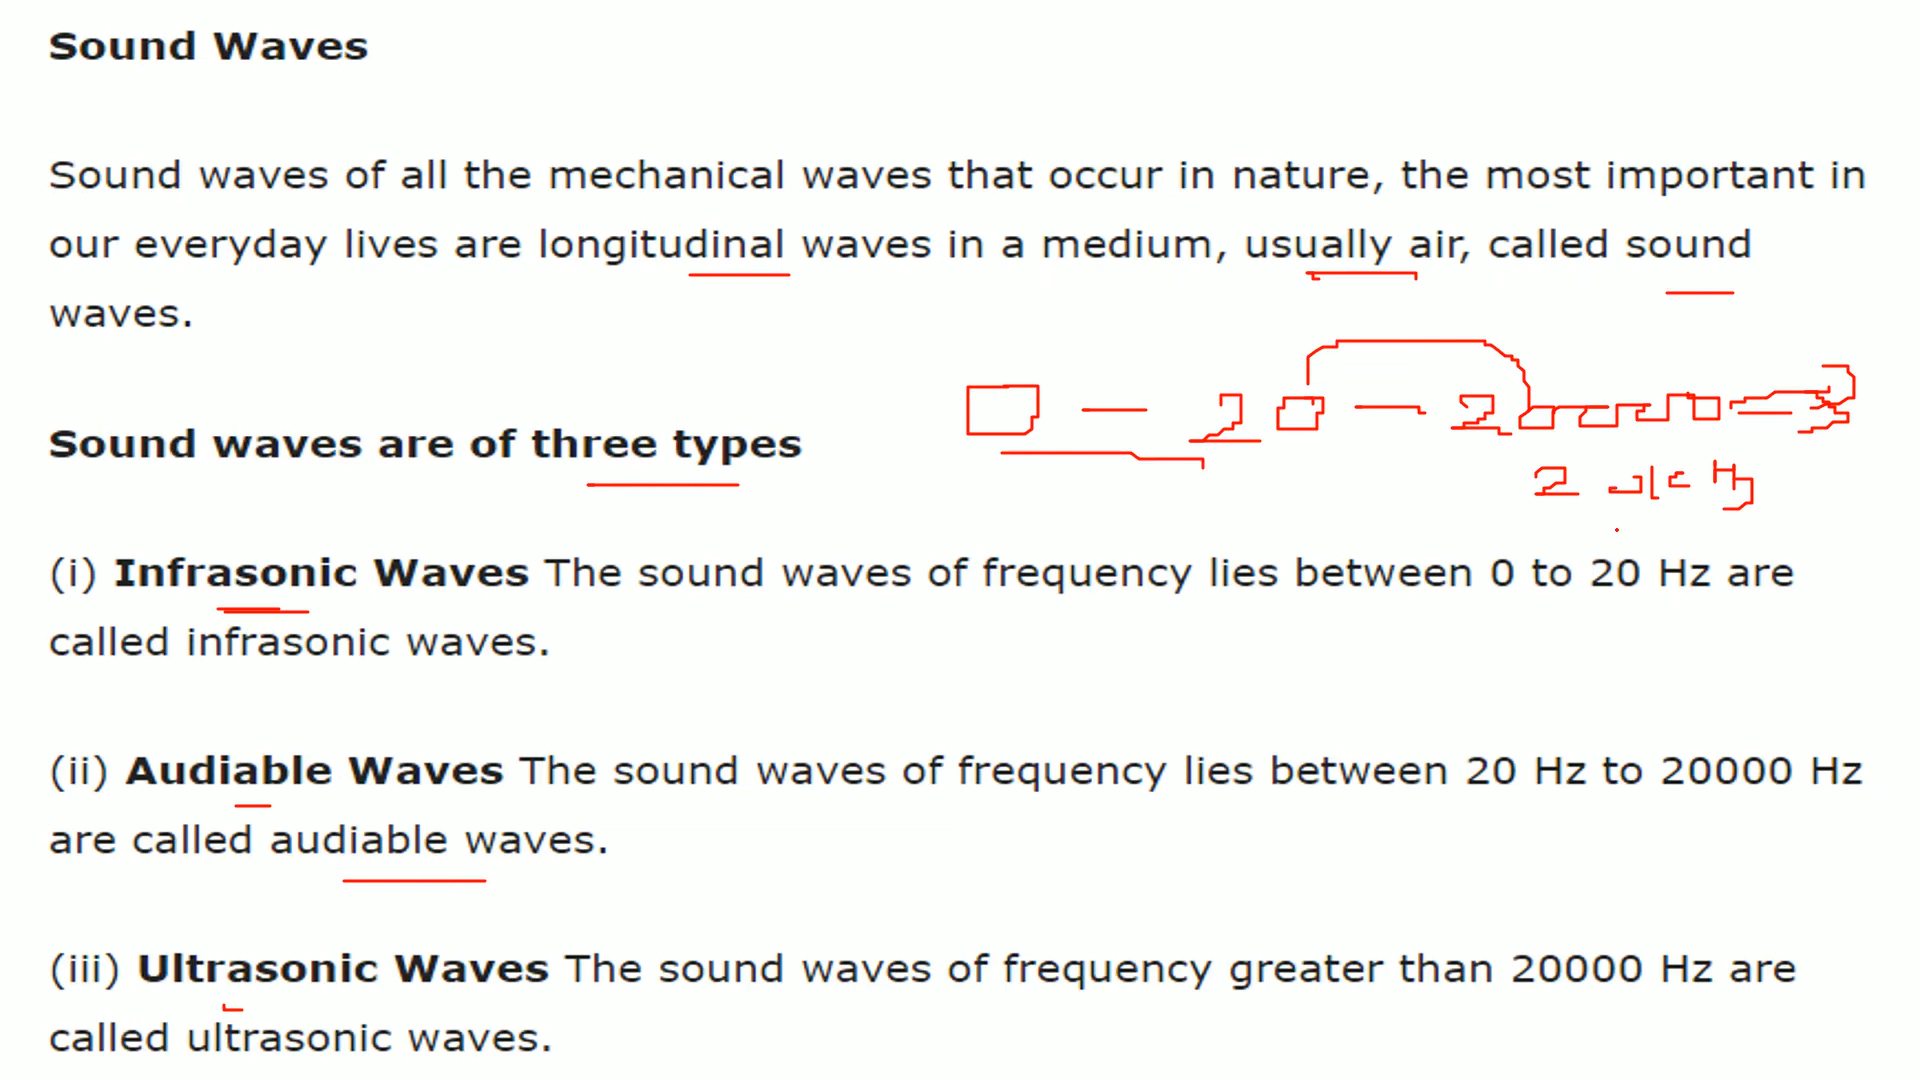 Sound Waves
Sound waves of all the mechanical waves that occur in nature, the most important in
our everyday lives are longitudinal waves in a medium, usually air, called sound
waves.
0 — 20 — 20000 —
Sound waves are of three types
(i) Infrasonic Waves The sound waves of frequency lies between 0 to 20 Hz are
called infrasonic waves.
(ii) Audiable Waves The sound waves of frequency lies between 20 Hz to 20000 Hz
are called audiable waves.
(iii) Ultrasonic Waves The sound waves of frequency greater than 20000 Hz are
called ultrasonic waves.